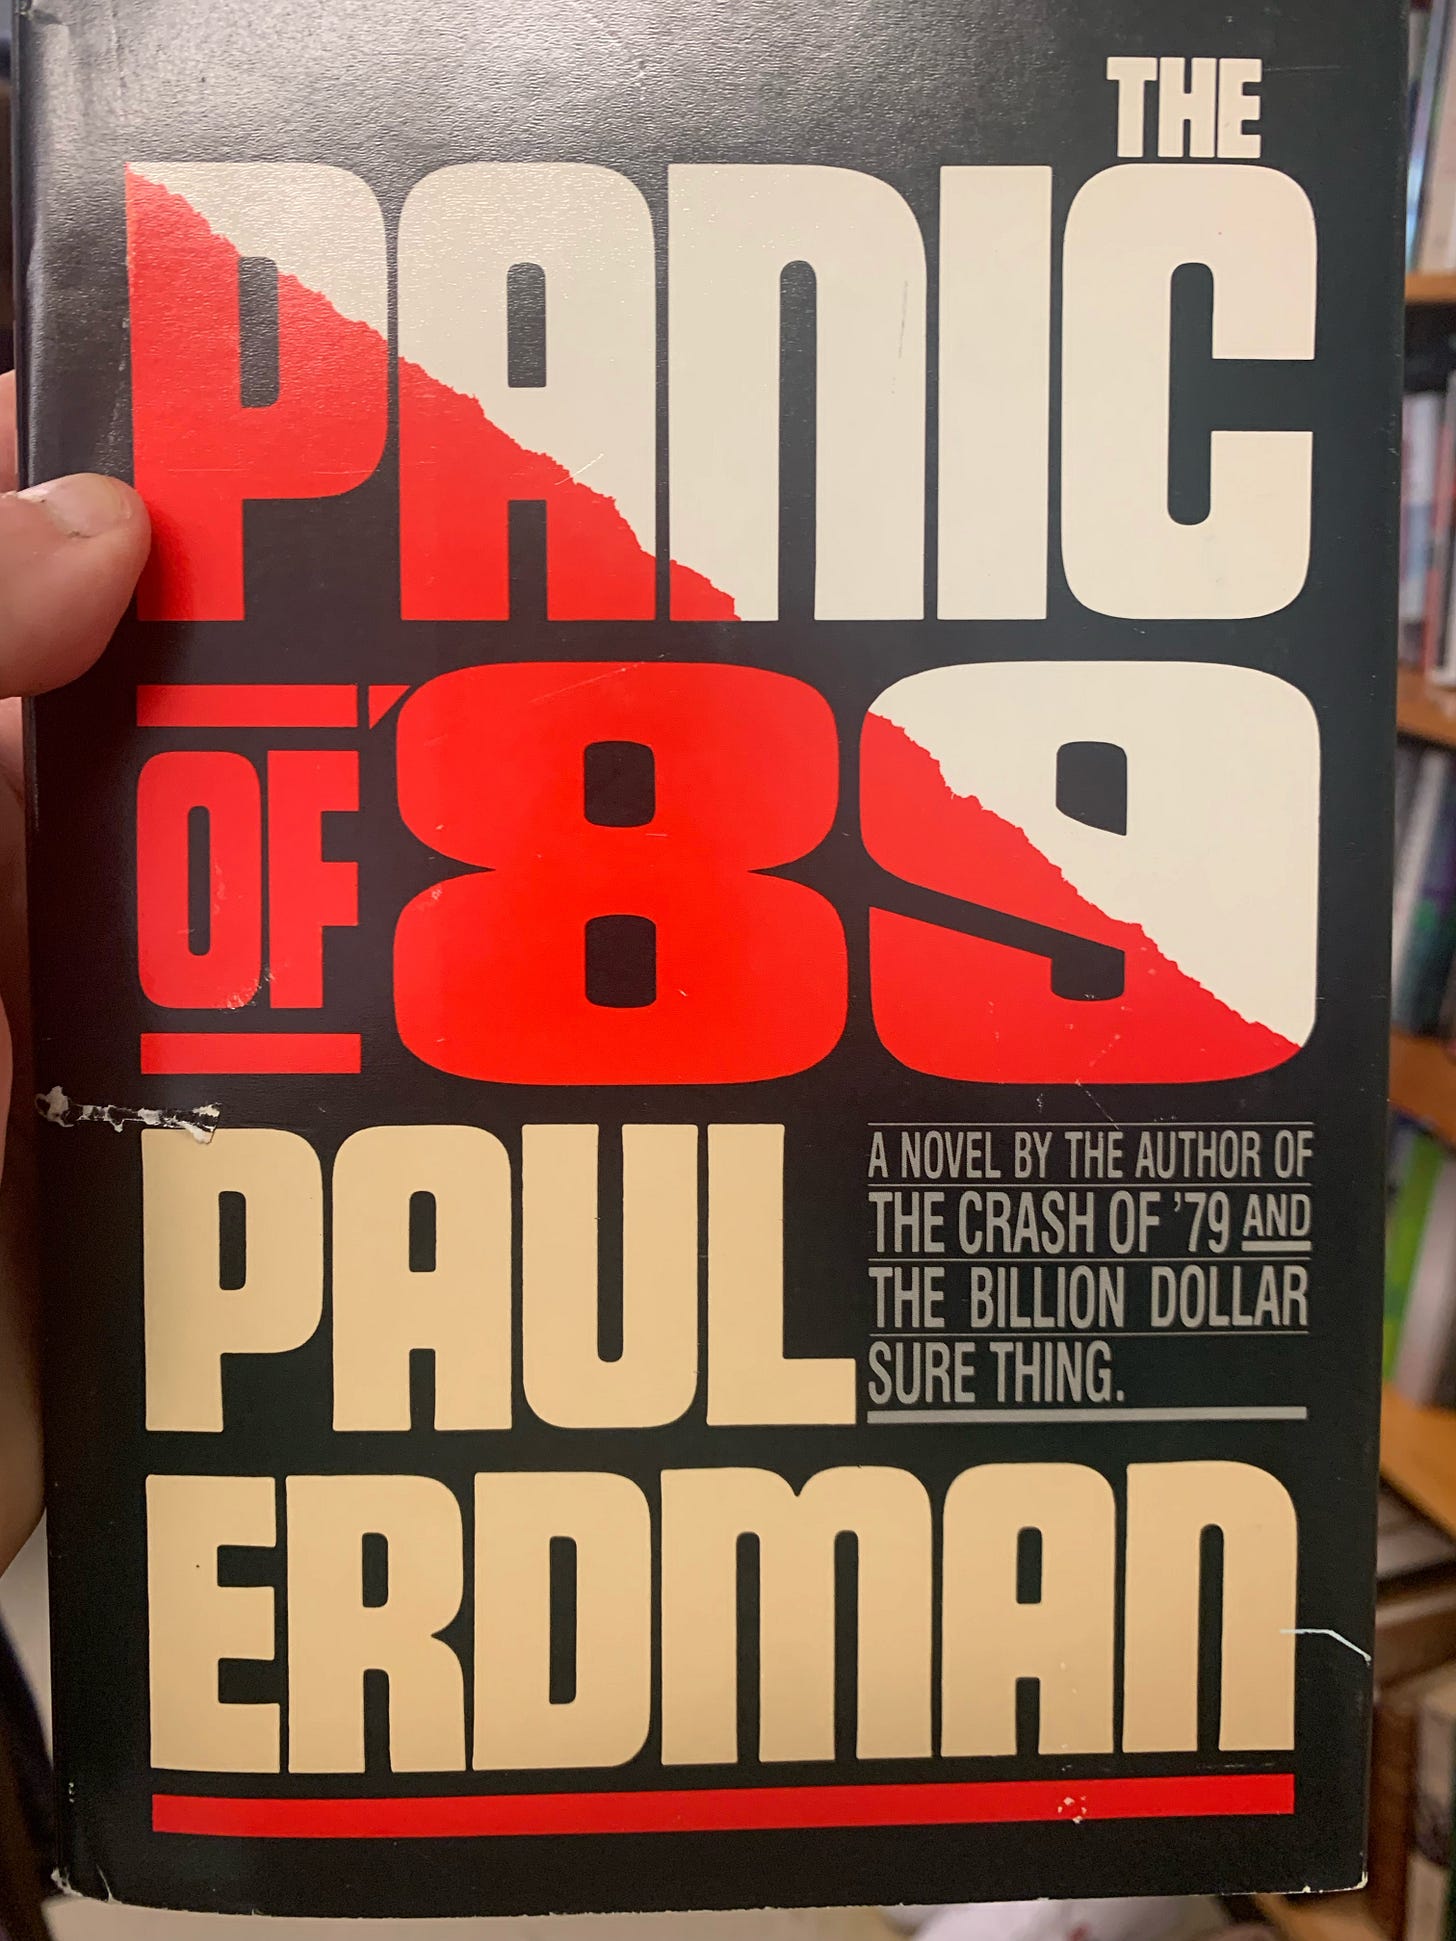 THE
PANIC
OF '89
PAUL
A NOVEL BY THE AUTHOR OF
THE CRASH OF '79 AND
THE BILLION DOLLAR
SURE THING.
ERDMAN